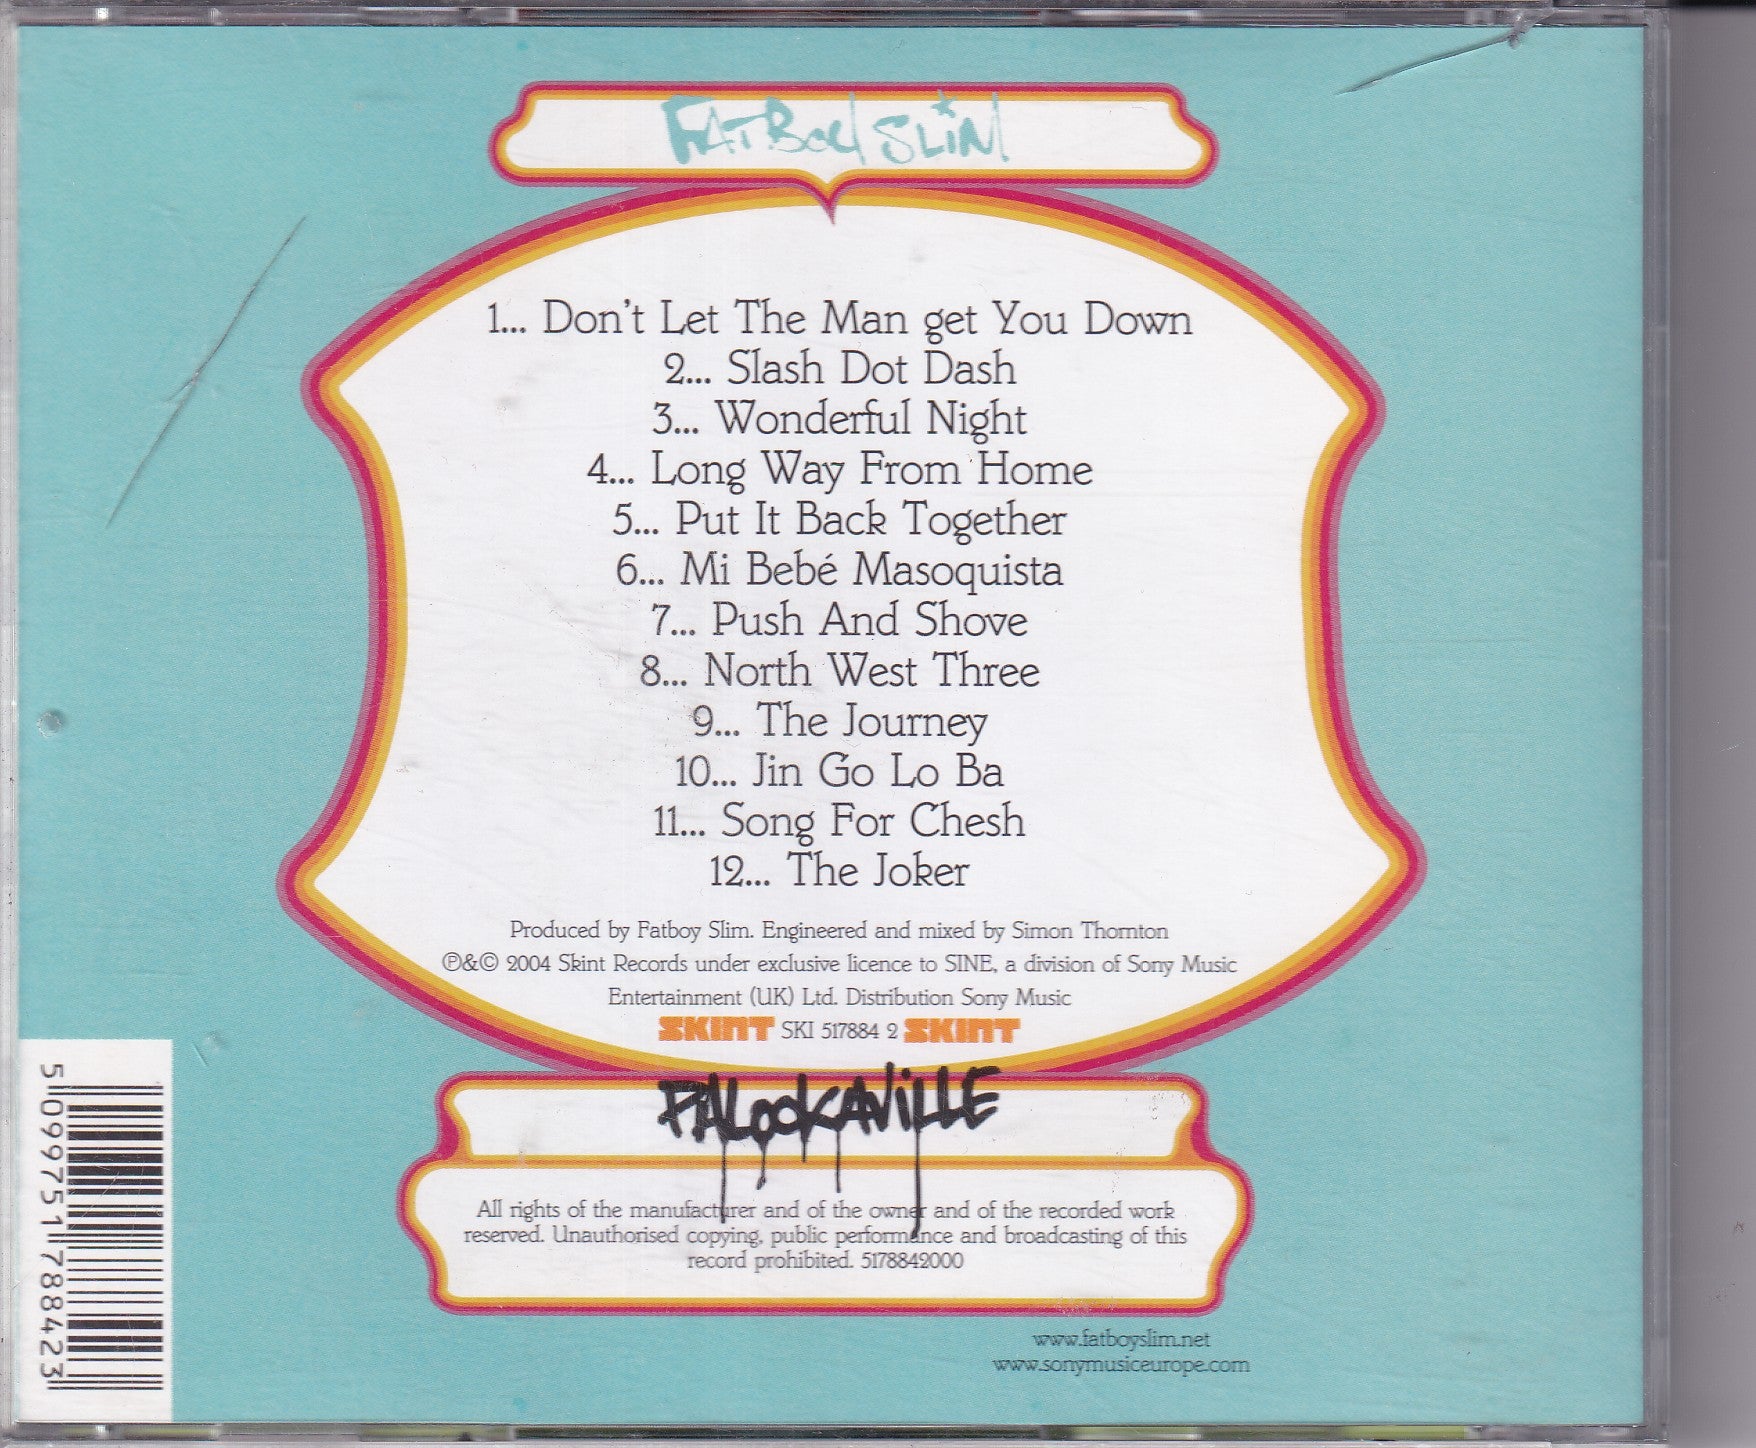 FATBOY SLIM
1... Don't Let The Man get You Down
2... Slash Dot Dash
3... Wonderful Night
4... Long Way From Home
5... Put It Back Together
6... Mi Bebé Masoquista
7... Push And Shove
8... North West Three
9... The Journey
10... Jin Go Lo Ba
11... Song For Chesh
12... The Joker
Produced by Fatboy Slim. Engineered and mixed by Simon Thornton
℗&© 2004 Skint Records under exclusive licence to SINE, a division of Sony Music
Entertainment (UK) Ltd. Distribution Sony Music
SKINT SKI 517884 2 SKINT
PALOOKAVILLE
All rights of the manufacturer and of the owner and of the recorded work
reserved. Unauthorised copying, public performance and broadcasting of this
record prohibited. 5178842000
www.fatboyslim.net
www.sonymusiceurope.com
5 099751 788423